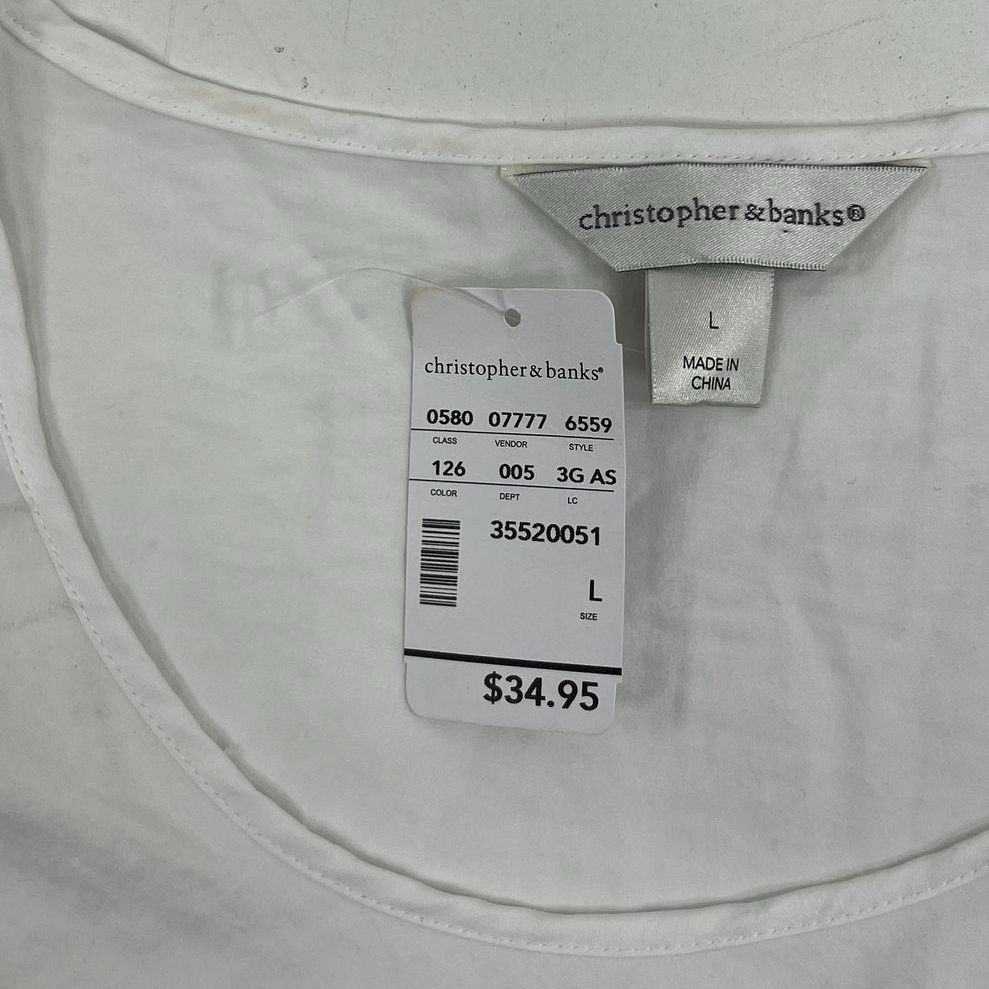 christopher & banks®
L
MADE IN
CHINA
christopher & banks®
0580 07777 6559
CLASS VENDOR STYLE
126 005 3G AS
COLOR DEPT LC
35520051
L
SIZE
$34.95